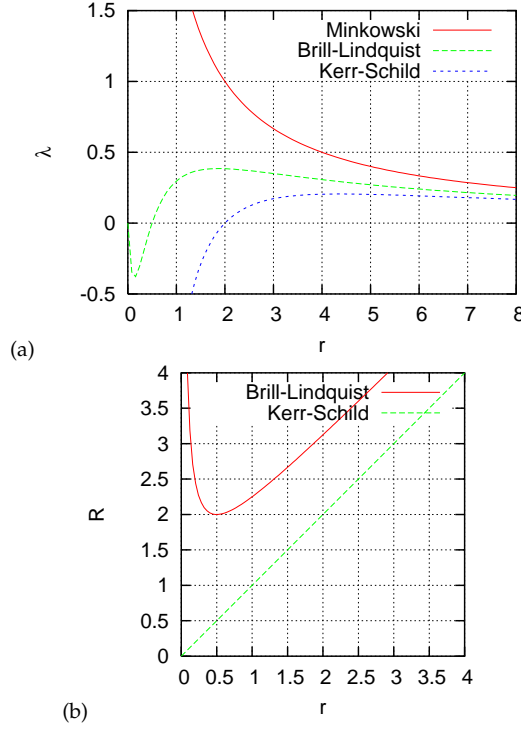 1.5
1
0.5
0
-0.5
λ
Minkowski
Brill-Lindquist
Kerr-Schild
0 1 2 3 4 5 6 7 8
r
(a)
4
3.5
3
2.5
2
1.5
1
0.5
0
R
Brill-Lindquist
Kerr-Schild
0 0.5 1 1.5 2 2.5 3 3.5 4
r
(b)